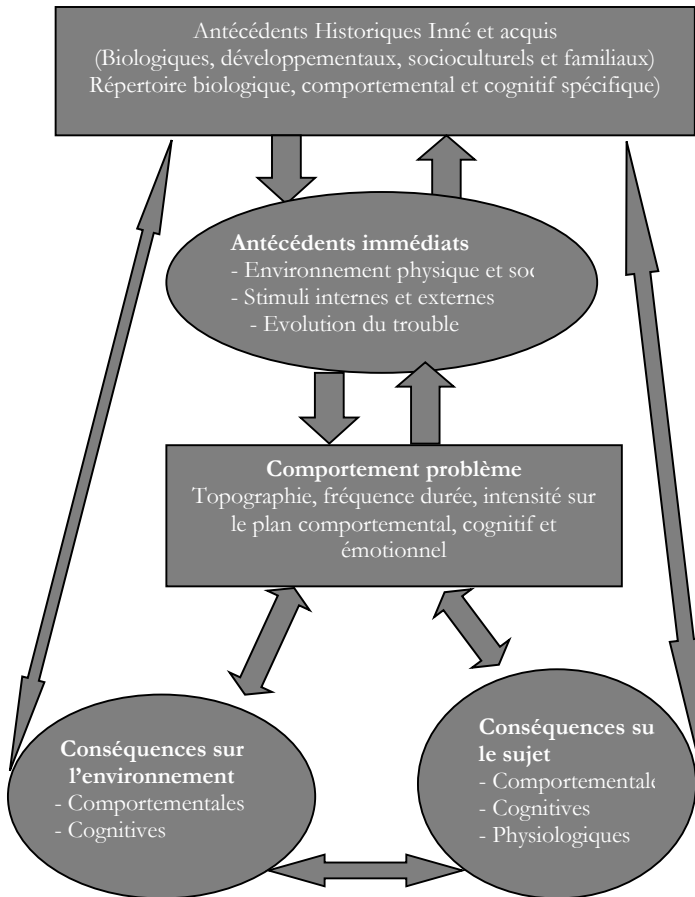 Antécédents Historiques Inné et acquis
(Biologiques, développementaux, socioculturels et familiaux)
Répertoire biologique, comportemental et cognitif spécifique)
Antécédents immédiats
- Environnement physique et soc
- Stimuli internes et externes
- Evolution du trouble
Comportement problème
Topographie, fréquence durée, intensité sur
le plan comportemental, cognitif et
émotionnel
Conséquences sur
l'environnement
- Comportementales
- Cognitives
Conséquences su
le sujet
- Comportementale
- Cognitives
- Physiologiques